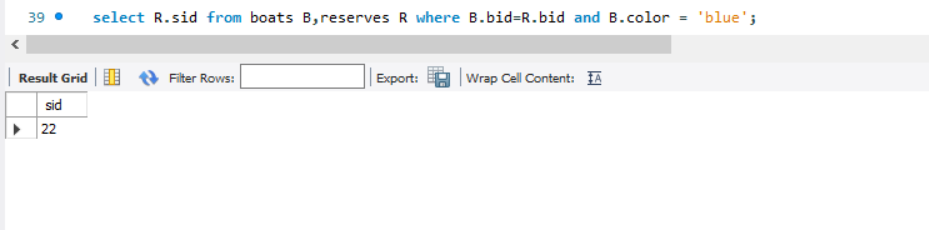 39 select R.sid from boats B,reserves R where B.bid=R.bid and B.color = 'blue';
Result Grid Filter Rows: Export: Wrap Cell Content: IA
sid
22